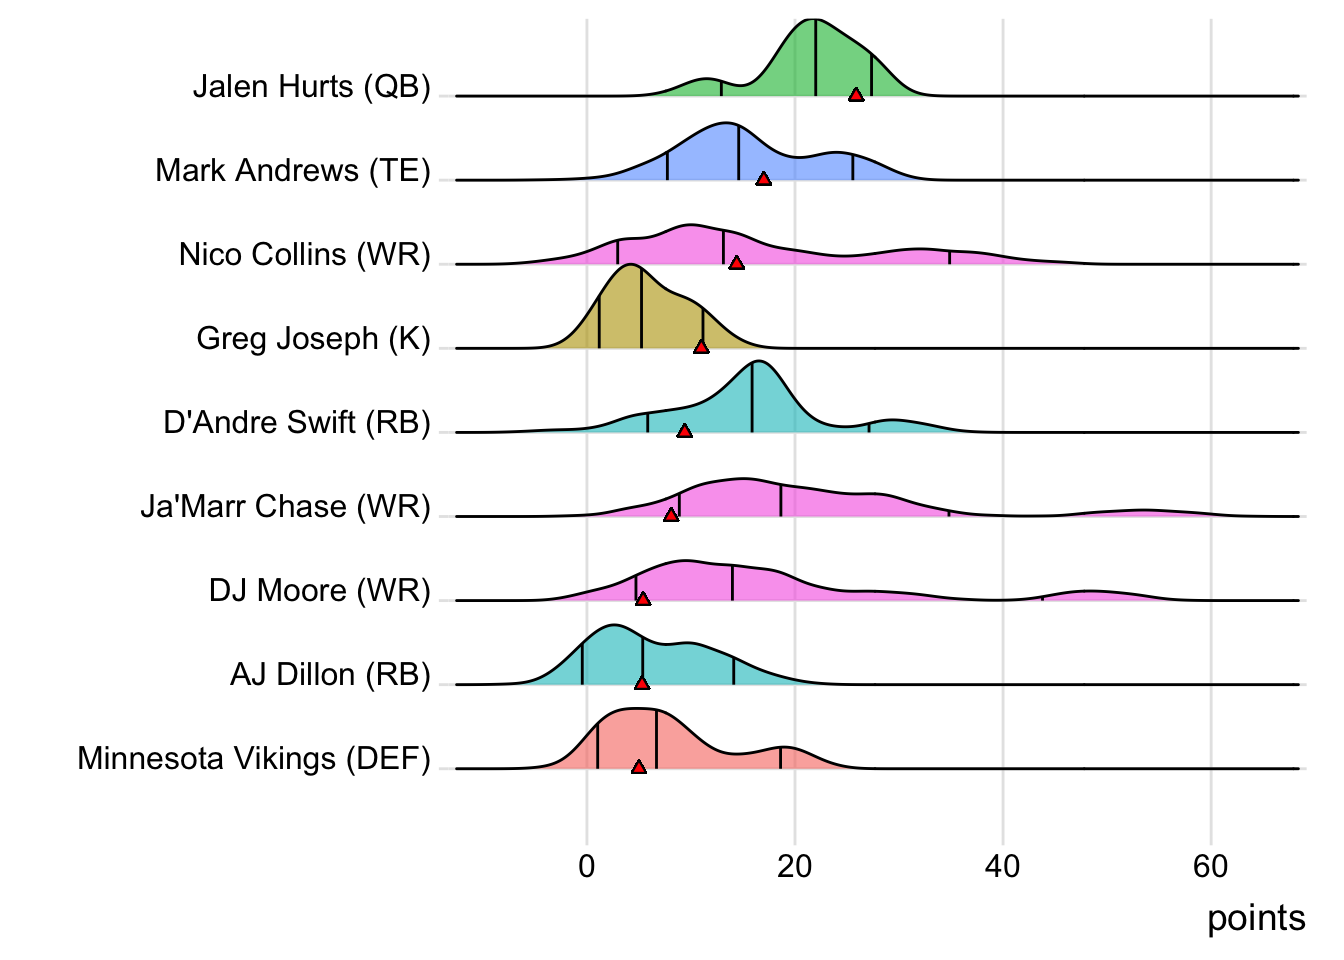 Jalen Hurts (QB)
Mark Andrews (TE)
Nico Collins (WR)
Greg Joseph (K)
D'Andre Swift (RB)
Ja'Marr Chase (WR)
DJ Moore (WR)
AJ Dillon (RB)
Minnesota Vikings (DEF)
0 20 40 60
points